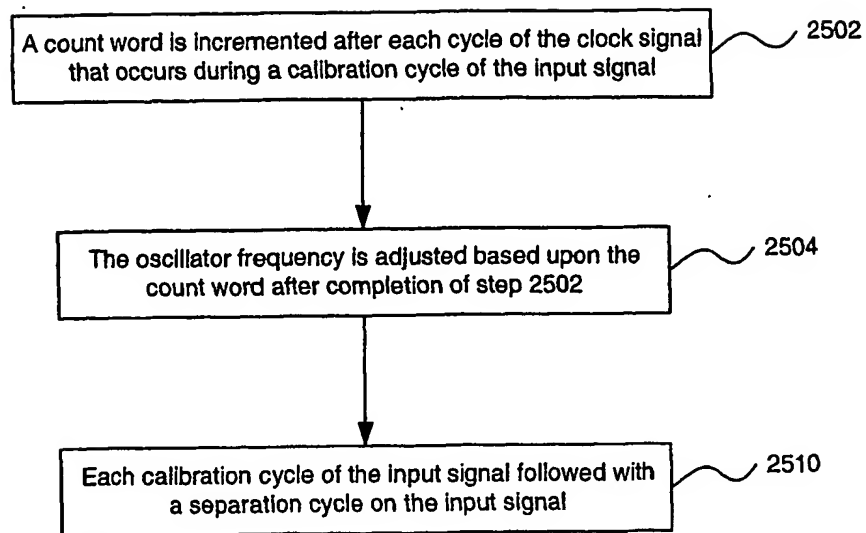 A count word is incremented after each cycle of the clock signal
that occurs during a calibration cycle of the input signal
2502
The oscillator frequency is adjusted based upon the
count word after completion of step 2502
2504
Each calibration cycle of the input signal followed with
a separation cycle on the input signal
2510